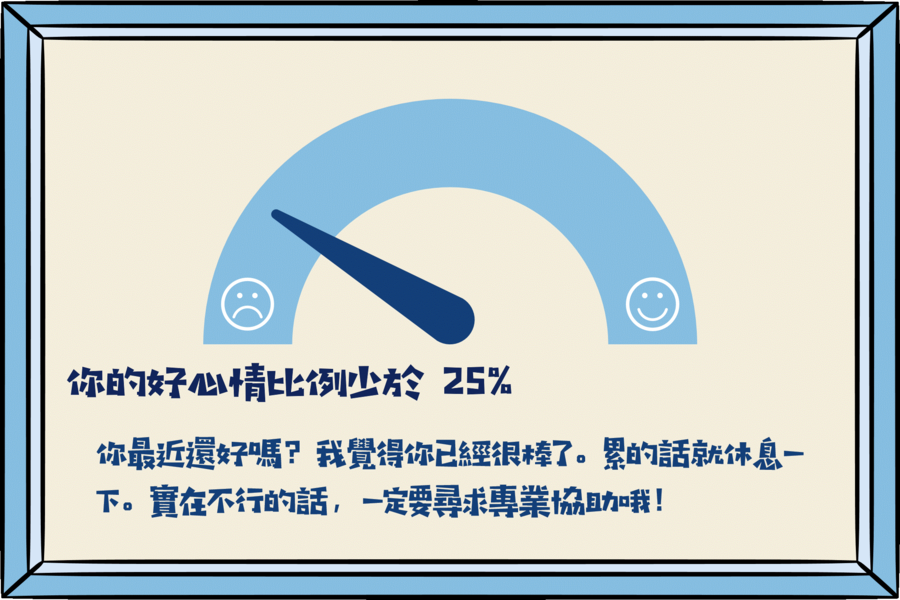 你的好心情比例少於 25%
你最近還好嗎？我覺得你已經很棒了。累的話就休息一
下。實在不行的話，一定要尋求專業協助哦！